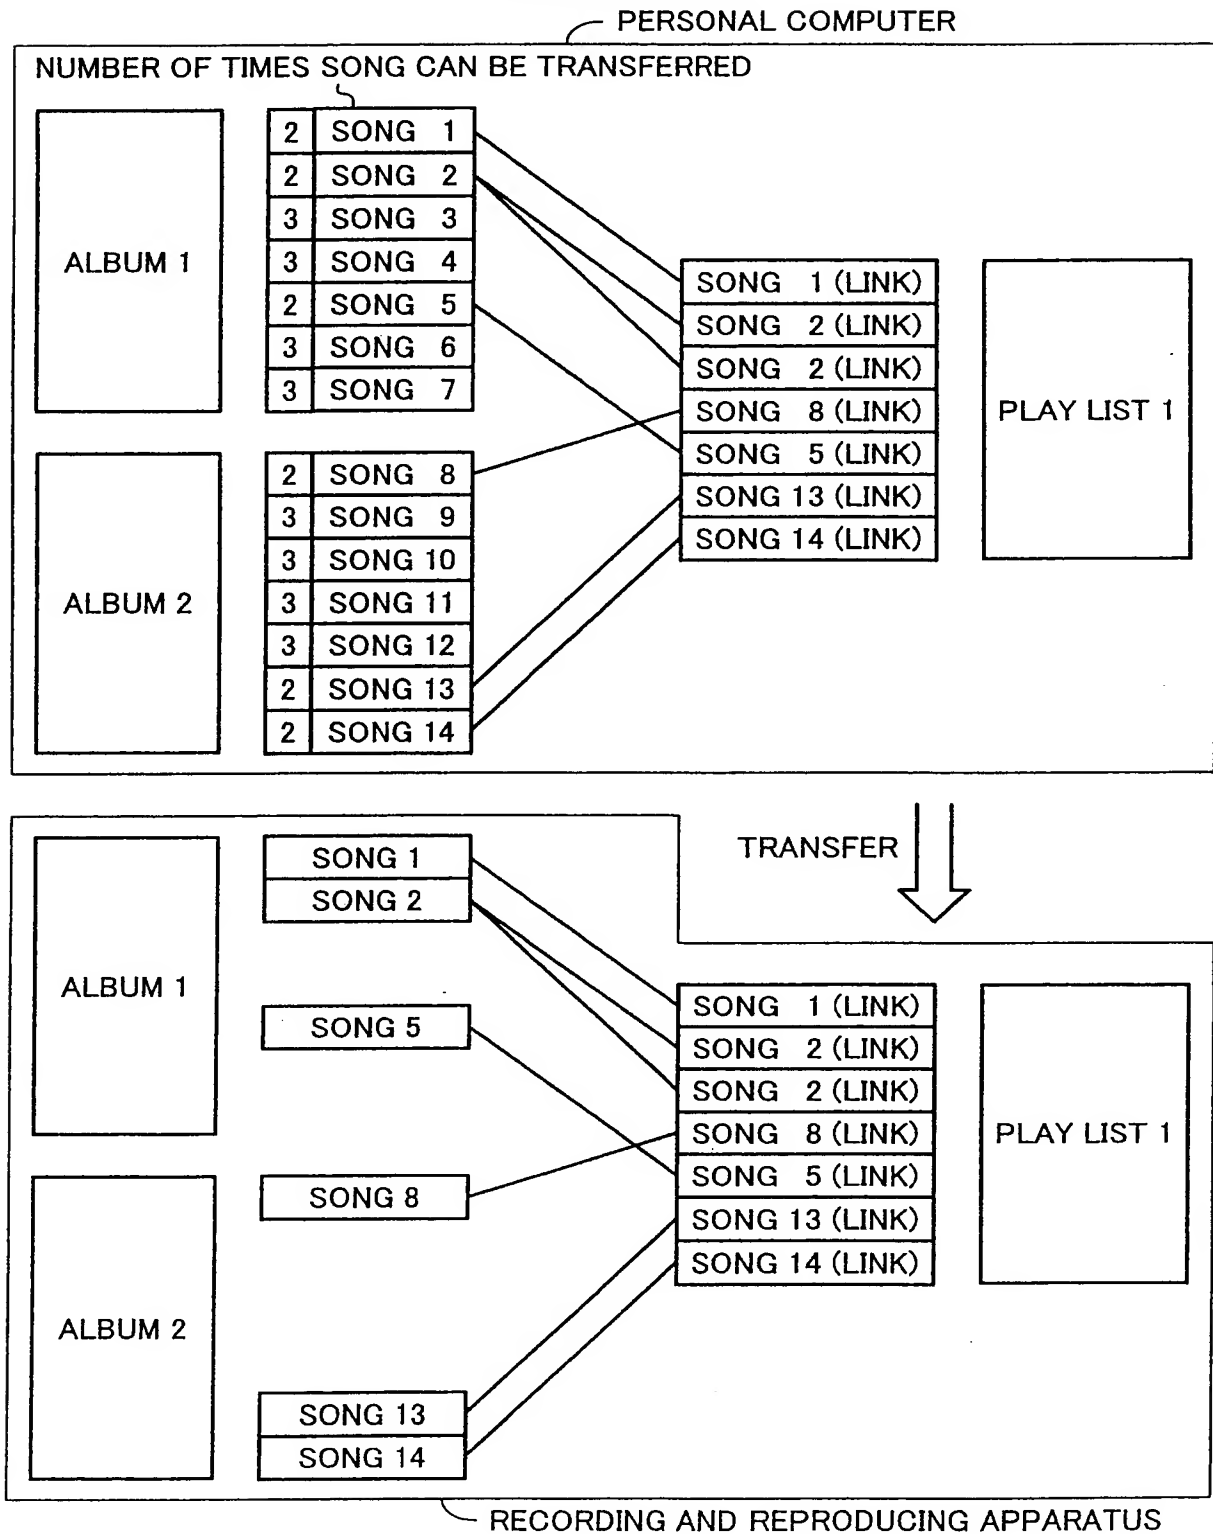 PERSONAL COMPUTER
NUMBER OF TIMES SONG CAN BE TRANSFERRED
ALBUM 1
2 SONG 1
2 SONG 2
3 SONG 3
3 SONG 4
2 SONG 5
3 SONG 6
3 SONG 7
ALBUM 2
2 SONG 8
3 SONG 9
3 SONG 10
3 SONG 11
3 SONG 12
2 SONG 13
2 SONG 14
SONG 1 (LINK)
SONG 2 (LINK)
SONG 2 (LINK)
SONG 8 (LINK)
SONG 5 (LINK)
SONG 13 (LINK)
SONG 14 (LINK)
PLAY LIST 1
TRANSFER
ALBUM 1
SONG 1
SONG 2
SONG 5
ALBUM 2
SONG 8
SONG 13
SONG 14
SONG 1 (LINK)
SONG 2 (LINK)
SONG 2 (LINK)
SONG 8 (LINK)
SONG 5 (LINK)
SONG 13 (LINK)
SONG 14 (LINK)
PLAY LIST 1
RECORDING AND REPRODUCING APPARATUS